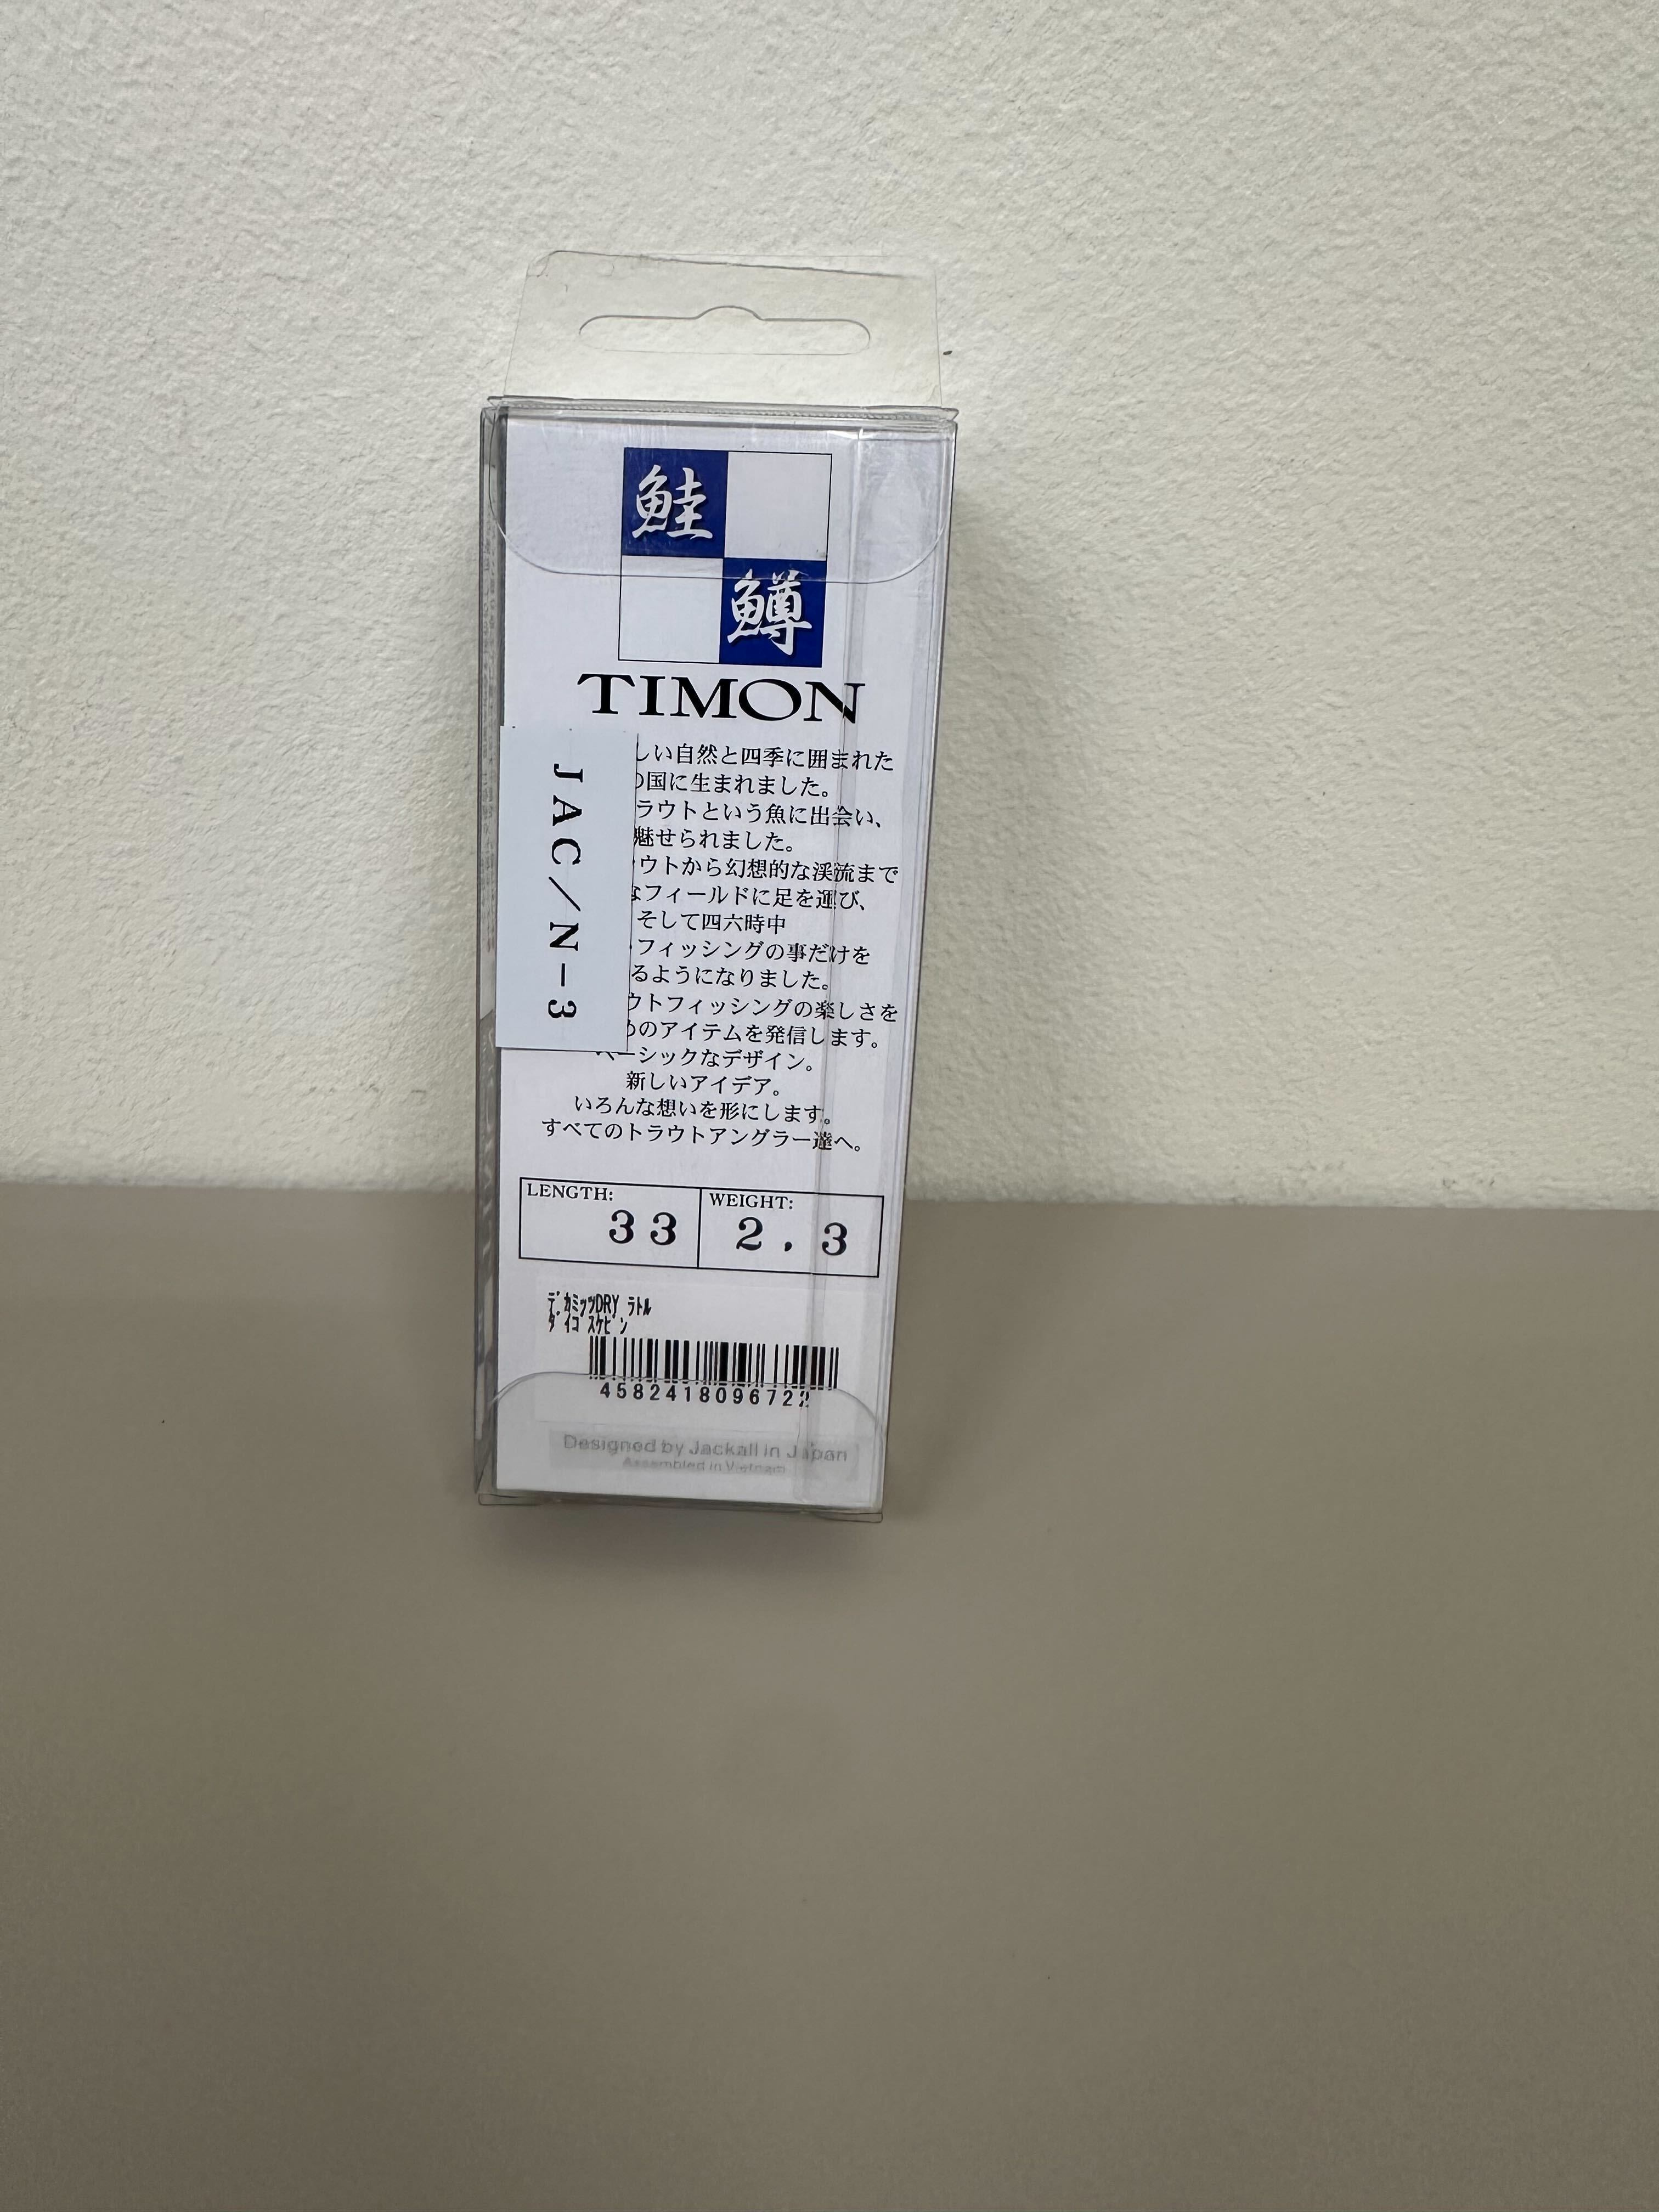 鮭
鱒
TIMON
しい自然と四季に囲まれた
の国に生まれました。
ラウトという魚に出会い、
魅せられました。
ウトから幻想的な渓流まで
なフィールドに足を運び、
そして四六時中
フィッシングの事だけを
るようになりました。
ウトフィッシングの楽しさを
めのアイテムを発信します。
ベーシックなデザイン。
新しいアイデア。
いろんな想いを形にします。
すべてのトラウトアングラー達へ。
JAC/N-3
LENGTH: WEIGHT:
33 2.3
デカミッツDRY ラトル
ダイゴ スケピン
4582418096722
Designed by Jackall in Japan
Assembled in Vietnam